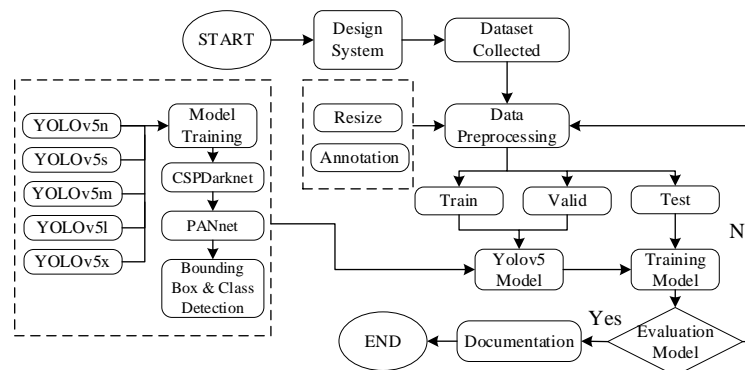 START
Design
System
Dataset
Collected
YOLOv5n
YOLOv5s
YOLOv5m
YOLOv5l
YOLOv5x
Model
Training
CSPDarknet
PANnet
Bounding
Box & Class
Detection
Resize
Annotation
Data
Preprocessing
Train
Valid
Test
Yolov5
Model
Training
Model
N
Evaluation
Model
Yes
Documentation
END